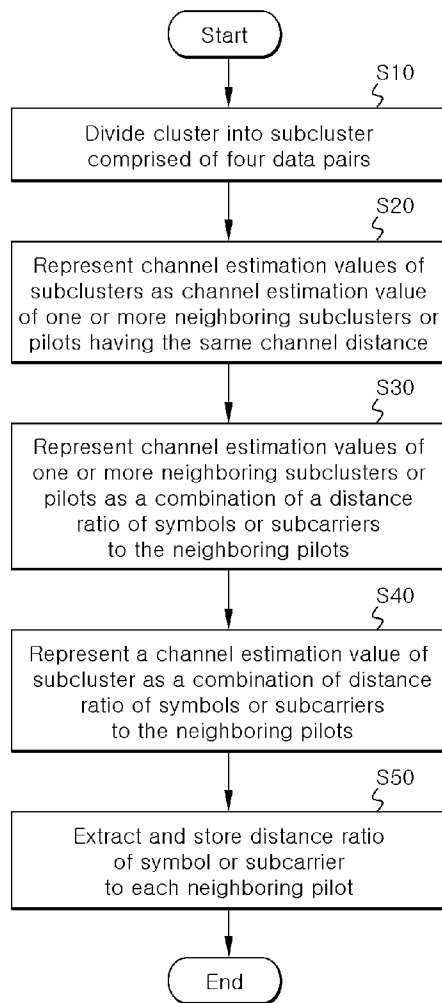 Start
S10
Divide cluster into subcluster
comprised of four data pairs
S20
Represent channel estimation values of
subclusters as channel estimation value
of one or more neighboring subclusters or
pilots having the same channel distance
S30
Represent channel estimation values of
one or more neighboring subclusters or
pilots as a combination of a distance
ratio of symbols or subcarriers
to the neighboring pilots
S40
Represent a channel estimation value of
subcluster as a combination of distance
ratio of symbols or subcarriers
to the neighboring pilots
S50
Extract and store distance ratio
of symbol or subcarrier
to each neighboring pilot
End